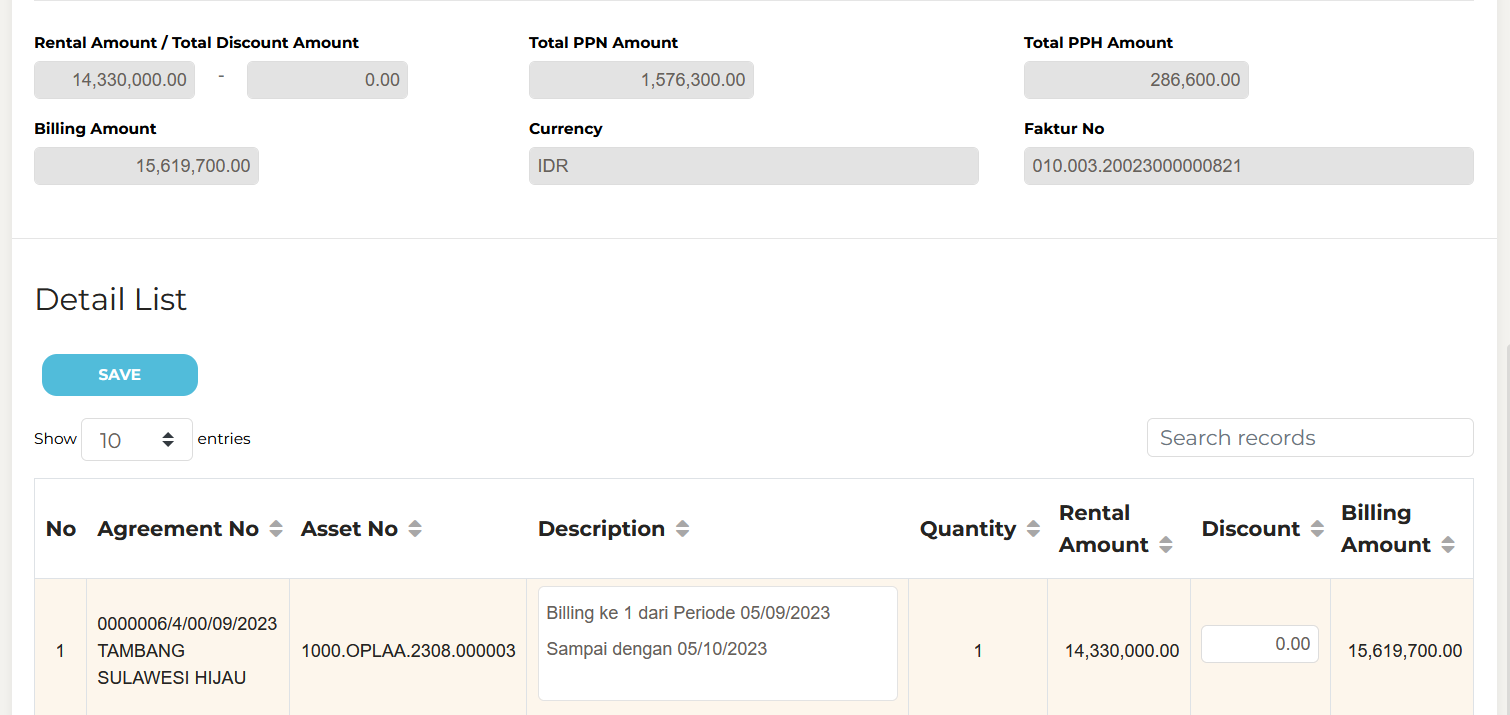 Rental Amount / Total Discount Amount Total PPN Amount Total PPH Amount
14,330,000.00 - 0.00 1,576,300.00 286,600.00
Billing Amount Currency Faktur No
15,619,700.00 IDR 010.003.20023000000821
Detail List
SAVE
Show 10 entries Search records
No Agreement No Asset No Description Quantity Rental Amount Discount Billing Amount
0000006/4/00/09/2023
TAMBANG
SULAWESI HIJAU
1 1000.OPLAA.2308.000003
Billing ke 1 dari Periode 05/09/2023
Sampai dengan 05/10/2023
1 14,330,000.00 0.00 15,619,700.00